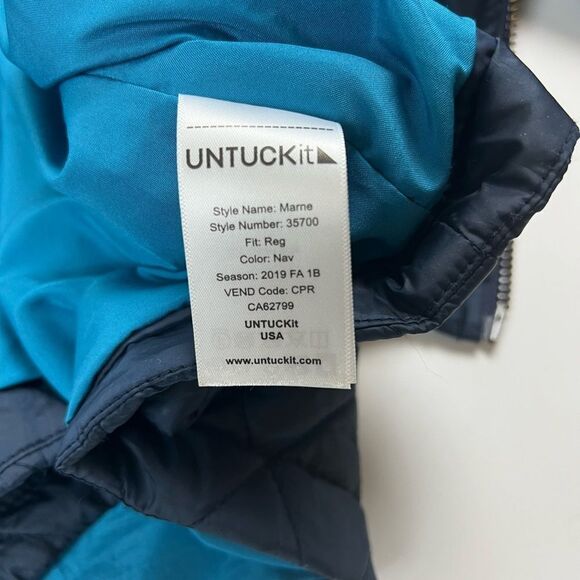 UNTUCKit
Style Name: Marne
Style Number: 35700
Fit: Reg
Color: Nav
Season: 2019 FA 1B
VEND Code: CPR
CA62799
UNTUCKit
USA
www.untuckit.com